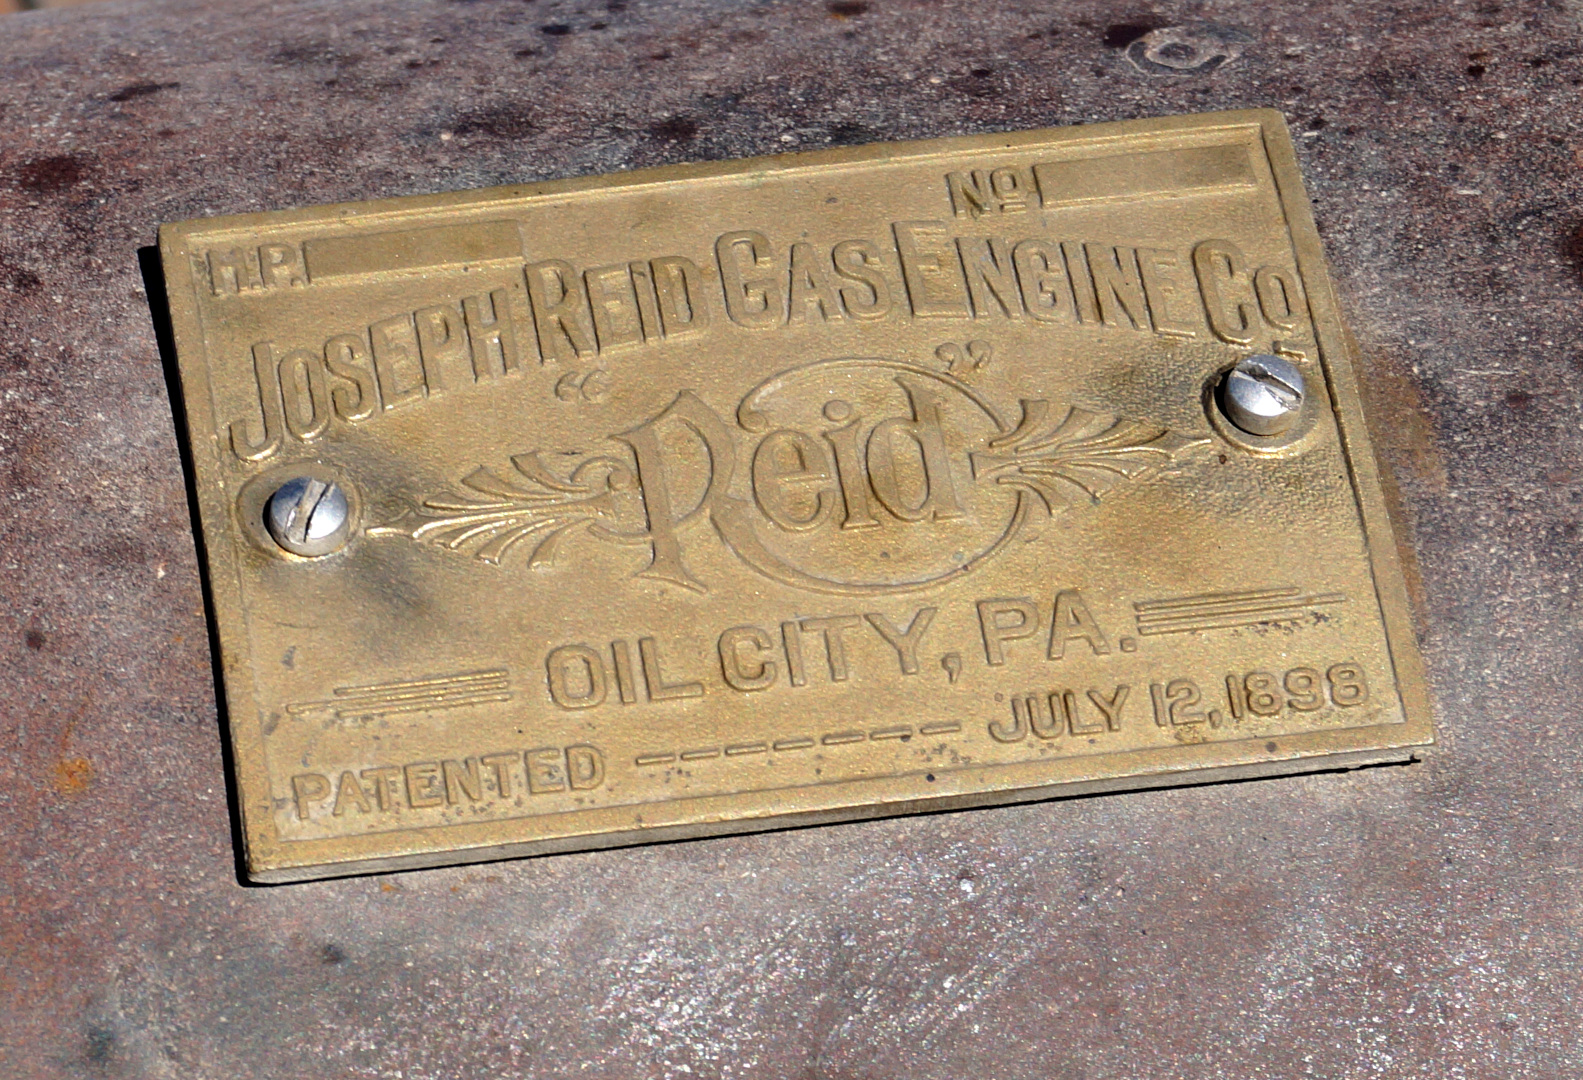 H.P. No.
JOSEPH REID GAS ENGINE CO.
“Reid”
OIL CITY, PA.
PATENTED ------- JULY 12, 1898